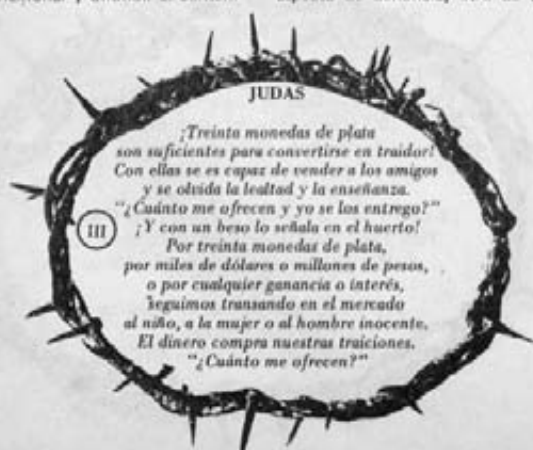 JUDAS
¡Treinta monedas de plata
son suficientes para convertirse en traidor!
Con ellas se es capaz de vender a los amigos
y se olvida la lealtad y la enseñanza.
"¿Cuánto me ofrecen y yo se los entrego?"
III
¡Y con un beso lo señala en el huerto!
Por treinta monedas de plata,
por miles de dólares o millones de pesos,
o por cualquier ganancia o interés,
seguimos transando en el mercado
al niño, a la mujer o al hombre inocente.
El dinero compra nuestras traiciones.
"¿Cuánto me ofrecen?"